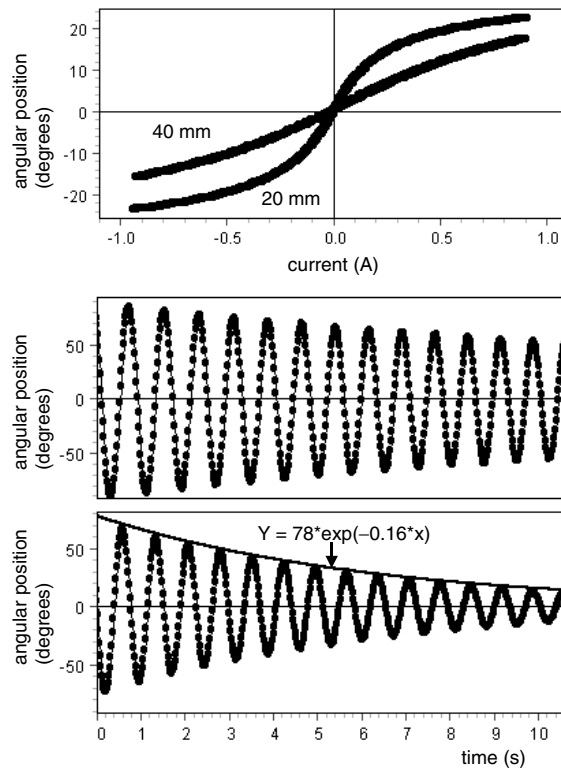 20
10
0
-10
-20
angular position
(degrees)
40 mm
20 mm
-1.0 -0.5 0.0 0.5 1.0
current (A)
50
0
-50
angular position
(degrees)
Y = 78*exp(−0.16*x)
50
0
-50
angular position
(degrees)
0 1 2 3 4 5 6 7 8 9 10
time (s)